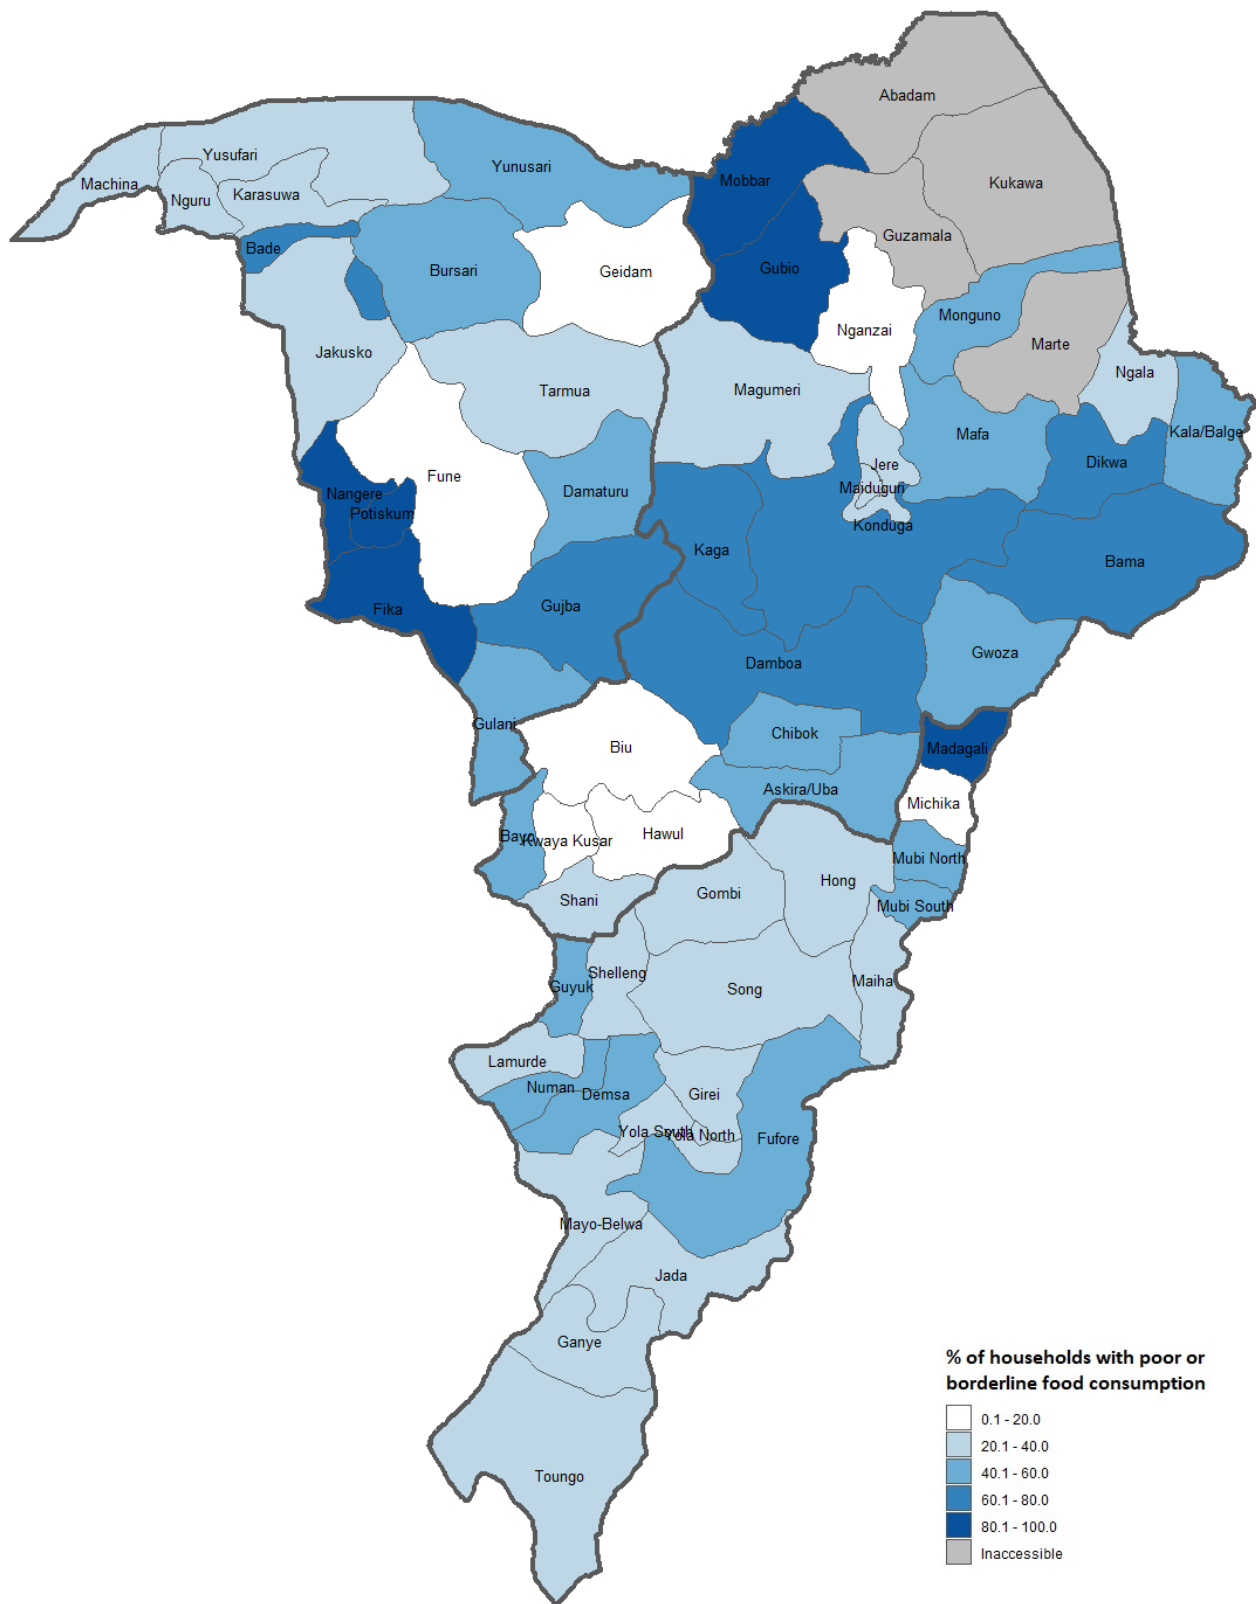 Abadam
Yusufari
Yunusari
Machina
Mobbar
Kukawa
Nguru
Karasuwa
Guzamala
Bade
Bursari
Geidam
Gubio
Monguno
Nganzai
Marte
Jakusko
Ngala
Tarmua
Magumeri
Mafa
Kala/Balge
Jere
Dikwa
Fune
Damaturu
Maiduguri
Nangere
Potiskum
Konduga
Kaga
Bama
Fika
Gujba
Gwoza
Damboa
Gulani
Chibok
Biu
Madagali
Askira/Uba
Michika
Bayo
Kwaya Kusar
Hawul
Mubi North
Hong
Gombi
Shani
Mubi South
Shelleng
Maiha
Guyuk
Song
Lamurde
Numan
Demsa
Girei
Yola South
Yola North
Fufore
Mayo-Belwa
Jada
Ganye
Toungo
% of households with poor or
borderline food consumption
0.1 - 20.0
20.1 - 40.0
40.1 - 60.0
60.1 - 80.0
80.1 - 100.0
Inaccessible